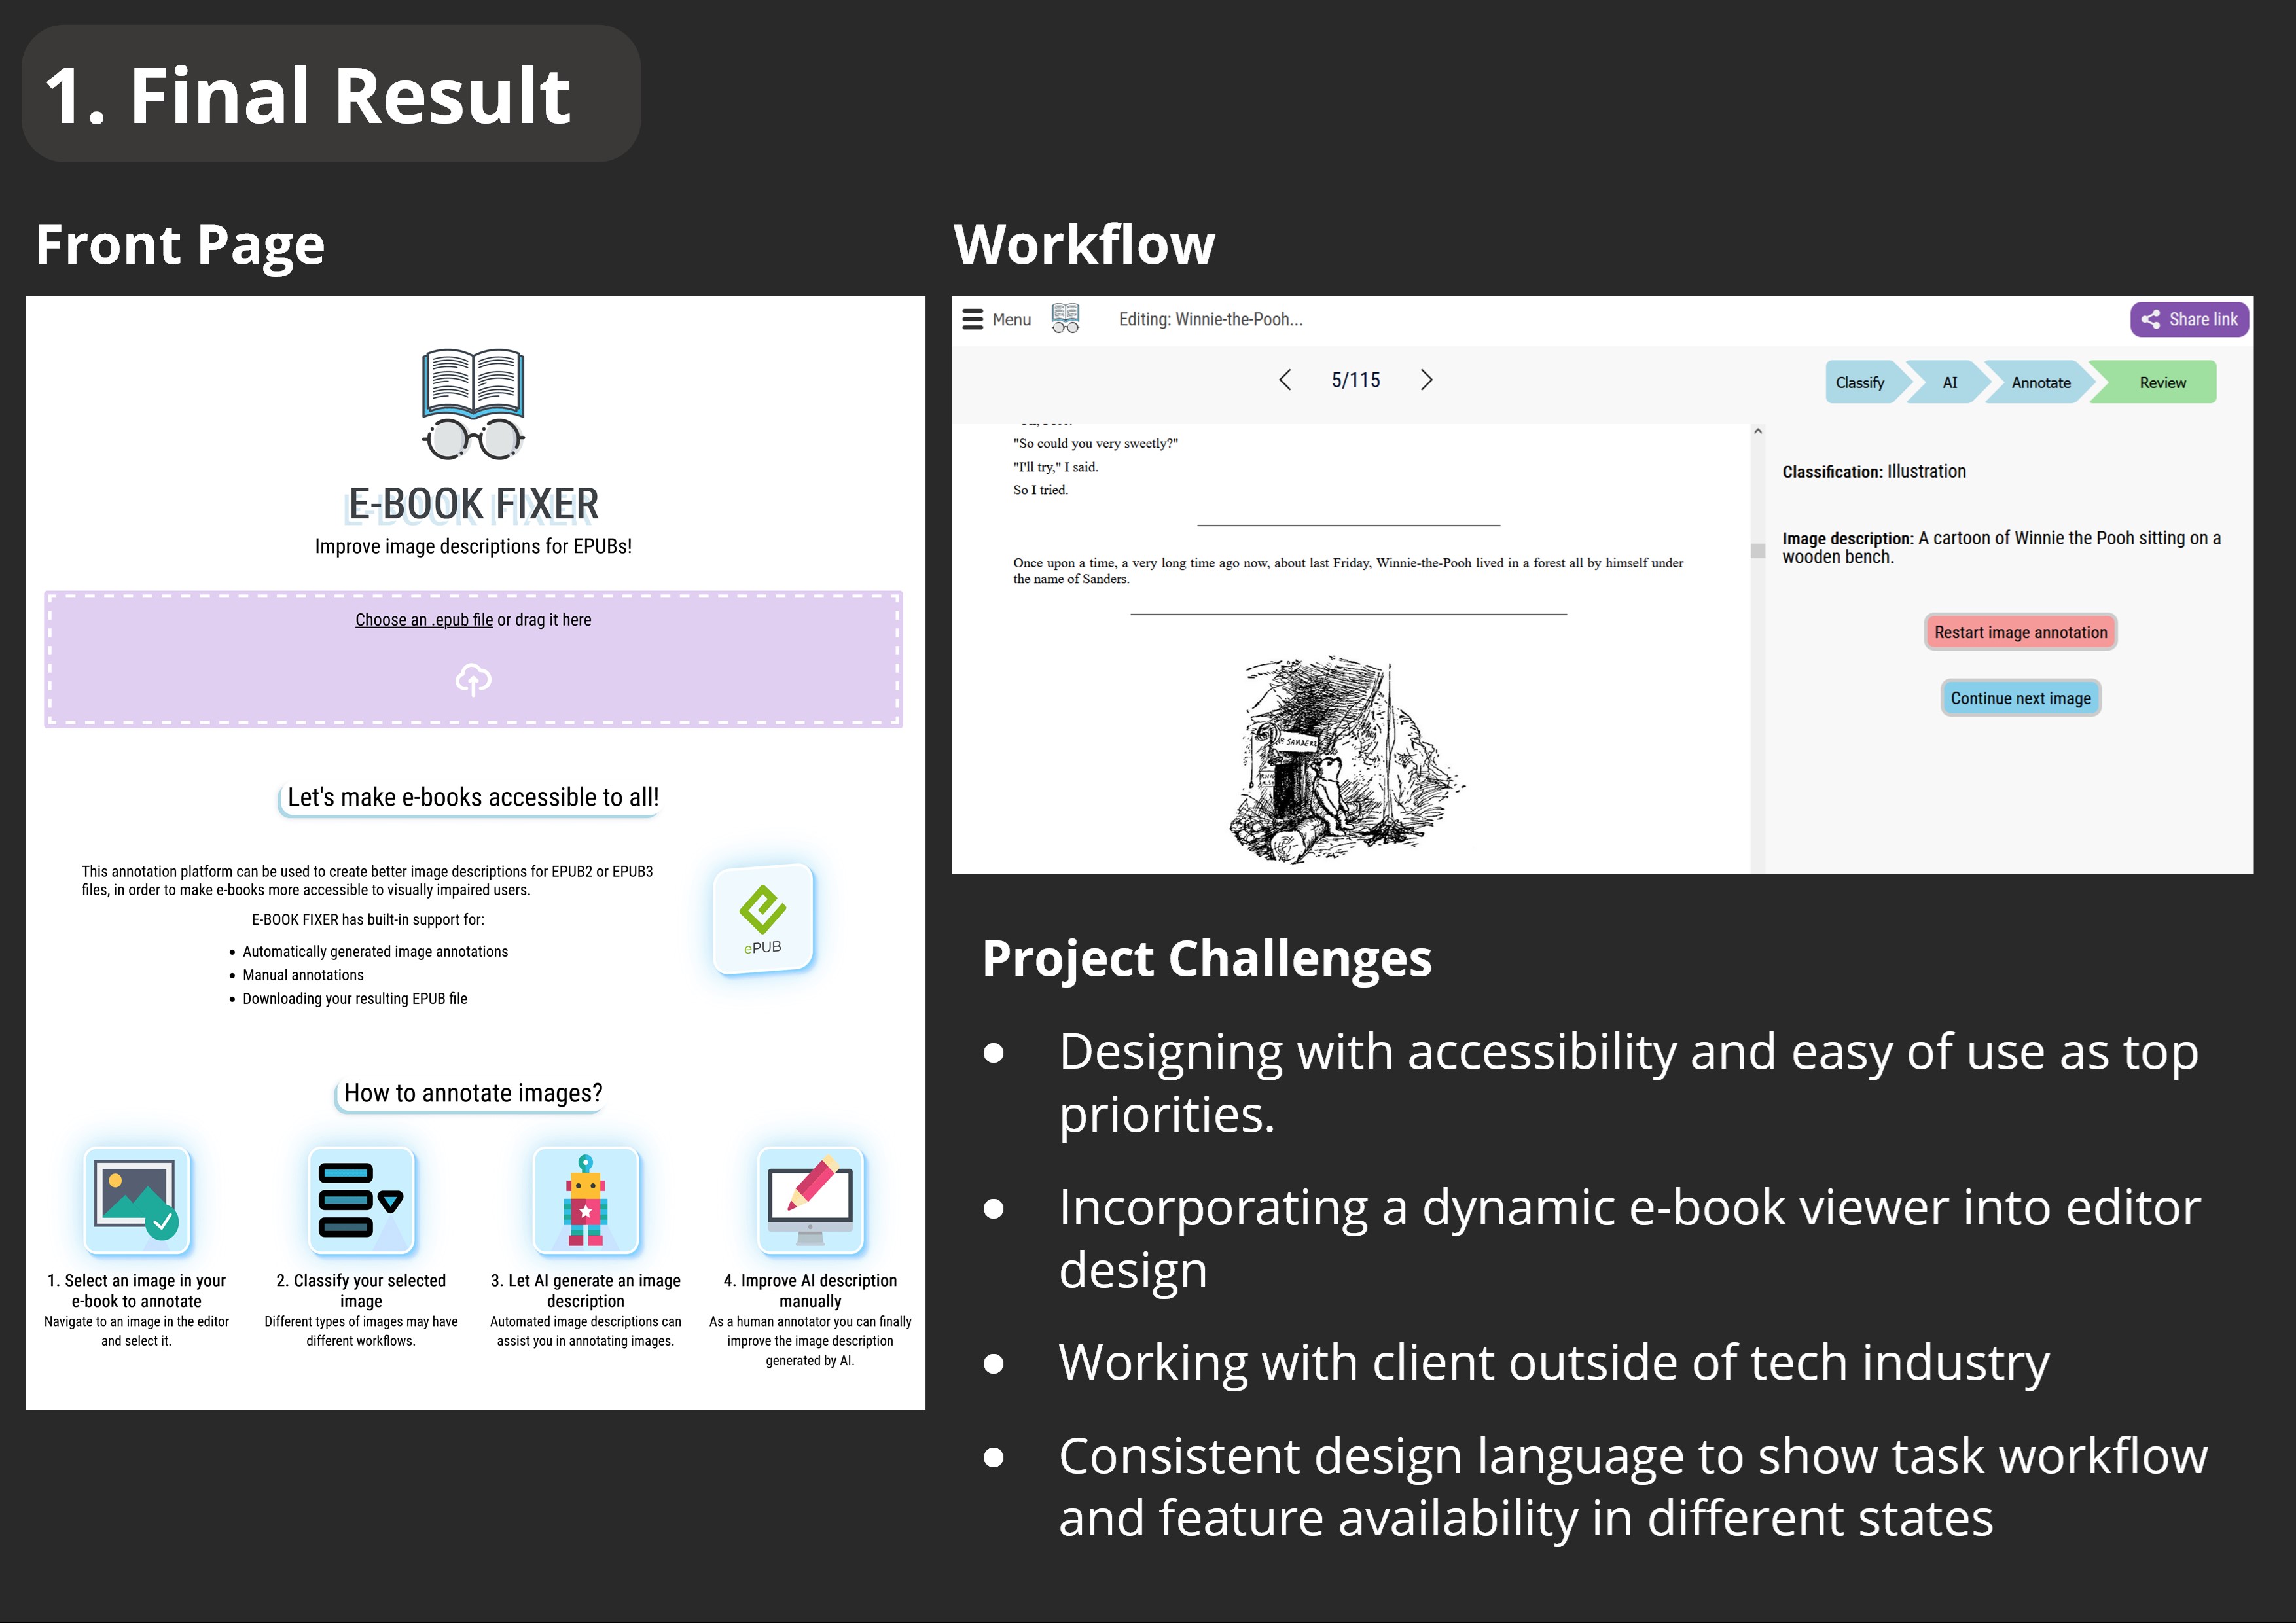 1. Final Result
Front Page
E-BOOK FIXER
Improve image descriptions for EPUBs!
Choose an .epub file or drag it here
Let's make e-books accessible to all!
This annotation platform can be used to create better image descriptions for EPUB2 or EPUB3
files, in order to make e-books more accessible to visually impaired users.
E-BOOK FIXER has built-in support for:
• Automatically generated image annotations
• Manual annotations
• Downloading your resulting EPUB file
ePUB
How to annotate images?
1. Select an image in your
e-book to annotate
Navigate to an image in the editor
and select it.
2. Classify your selected
image
Different types of images may have
different workflows.
3. Let AI generate an image
description
Automated image descriptions can
assist you in annotating images.
4. Improve AI description
manually
As a human annotator you can finally
improve the image description
generated by AI.
Workflow
Menu
Editing: Winnie-the-Pooh...
Share link
5/115
Classify
AI
Annotate
Review
"So could you very sweetly?"
"I'll try," I said.
So I tried.
Once upon a time, a very long time ago now, about last Friday, Winnie-the-Pooh lived in a forest all by himself under
the name of Sanders.
SANDERS
Classification: Illustration
Image description: A cartoon of Winnie the Pooh sitting on a
wooden bench.
Restart image annotation
Continue next image
Project Challenges
● Designing with accessibility and easy of use as top
priorities.
● Incorporating a dynamic e-book viewer into editor
design
● Working with client outside of tech industry
● Consistent design language to show task workflow
and feature availability in different states